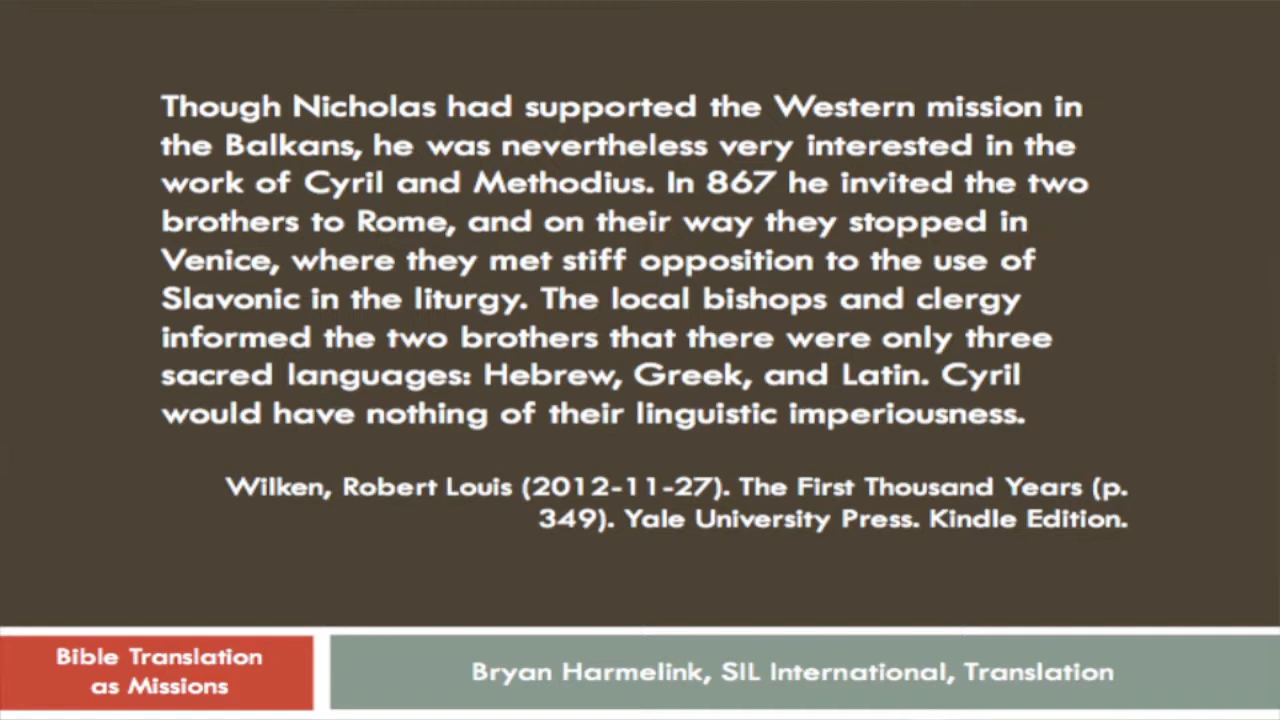 Though Nicholas had supported the Western mission in
the Balkans, he was nevertheless very interested in the
work of Cyril and Methodius. In 867 he invited the two
brothers to Rome, and on their way they stopped in
Venice, where they met stiff opposition to the use of
Slavonic in the liturgy. The local bishops and clergy
informed the two brothers that there were only three
sacred languages: Hebrew, Greek, and Latin. Cyril
would have nothing of their linguistic imperiousness.
Wilken, Robert Louis (2012-11-27). The First Thousand Years (p.
349). Yale University Press. Kindle Edition.
Bible Translation
as Missions
Bryan Harmelink, SIL International, Translation